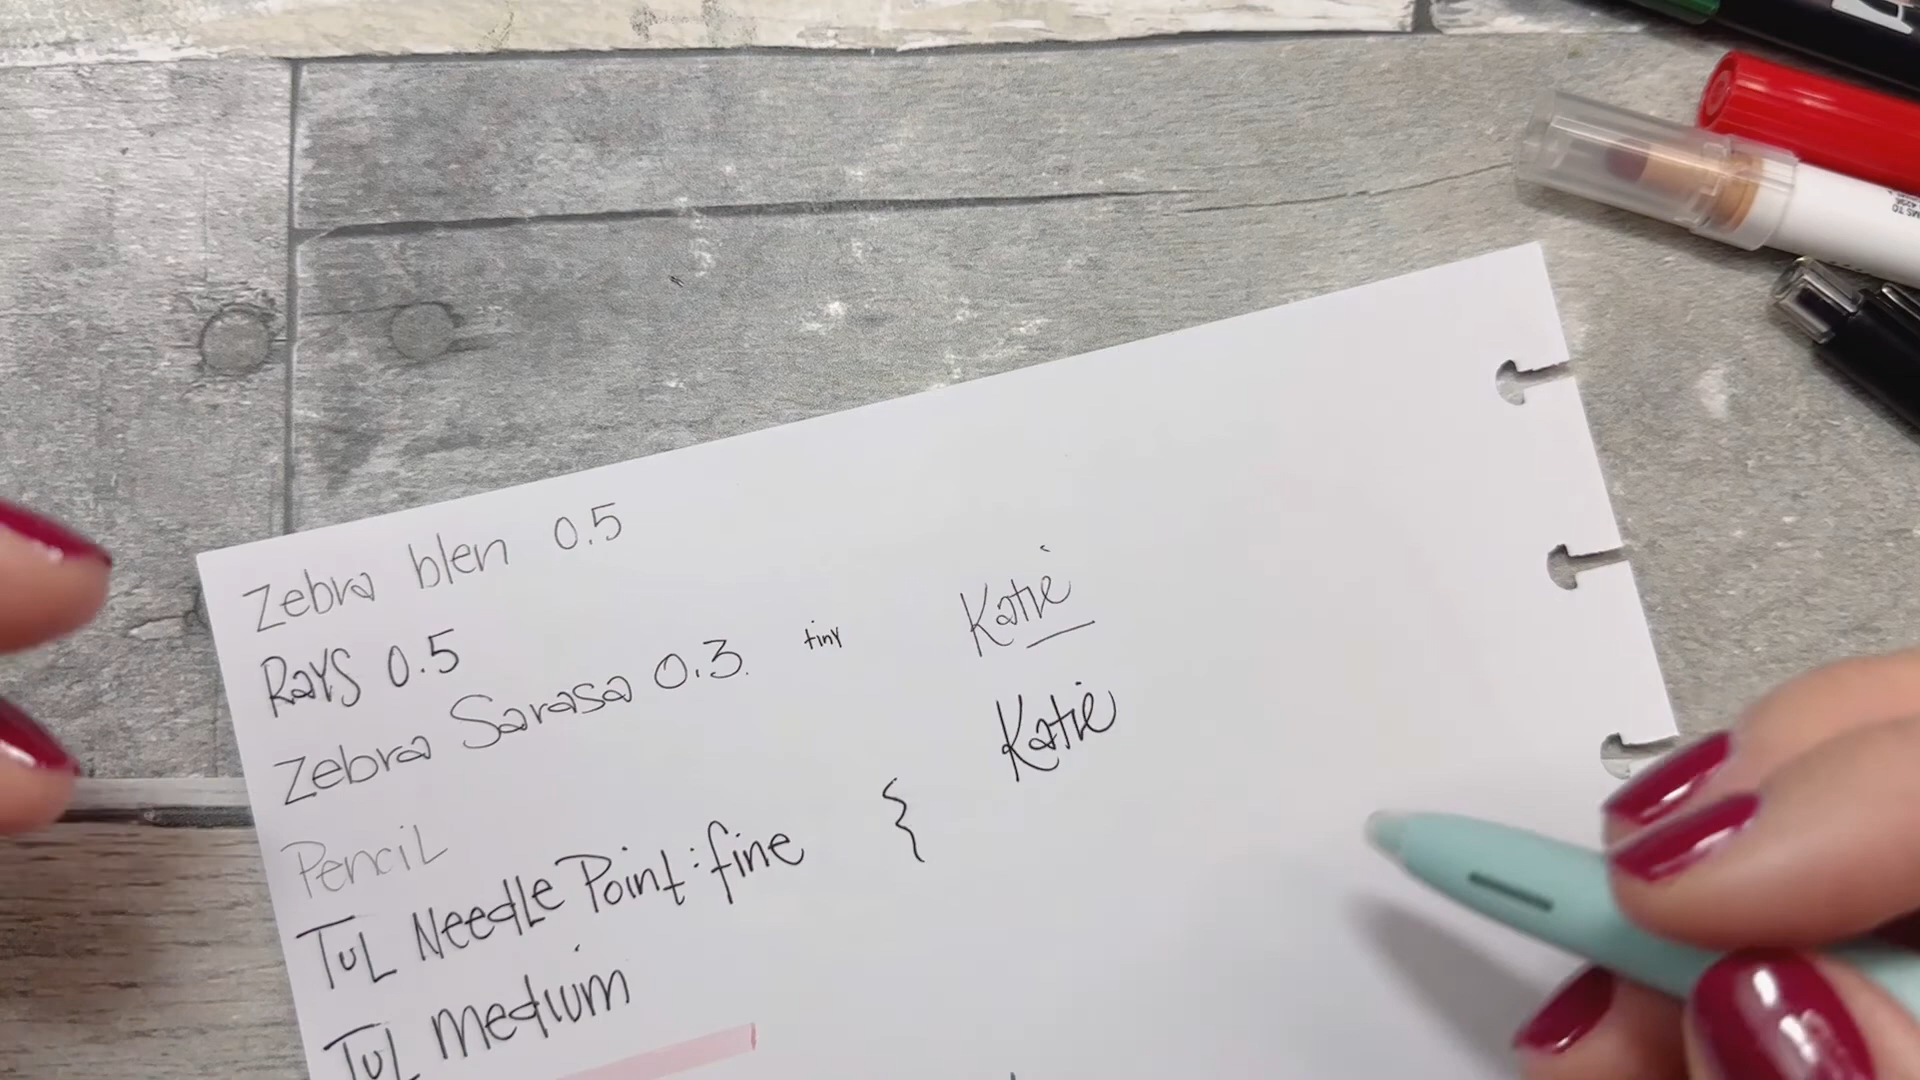 Zebra blen 0.5
RAYS 0.5
Zebra Sarasa 0.3. tiny
Katie
Katie
Pencil
TUL Needle Point: fine {
TUL medium